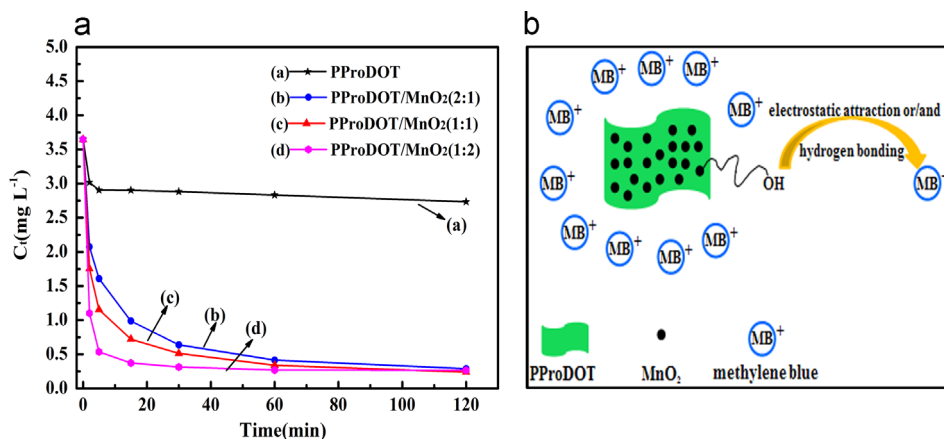 a
5.0
4.5
4.0
3.5
3.0
2.5
2.0
1.5
1.0
0.5
0.0
Ct(mg L-1)
(a) PProDOT
(b) PProDOT/MnO2(2:1)
(c) PProDOT/MnO2(1:1)
(d) PProDOT/MnO2(1:2)
(a)
(c)
(b)
(d)
0 20 40 60 80 100 120
Time(min)
b
MB+
MB+
MB+
MB+
MB+
MB+
MB+
MB+
MB+
MB+
MB+
MB+
electrostatic attraction or/and
hydrogen bonding
OH
MB+
PProDOT
MnO2
methylene blue